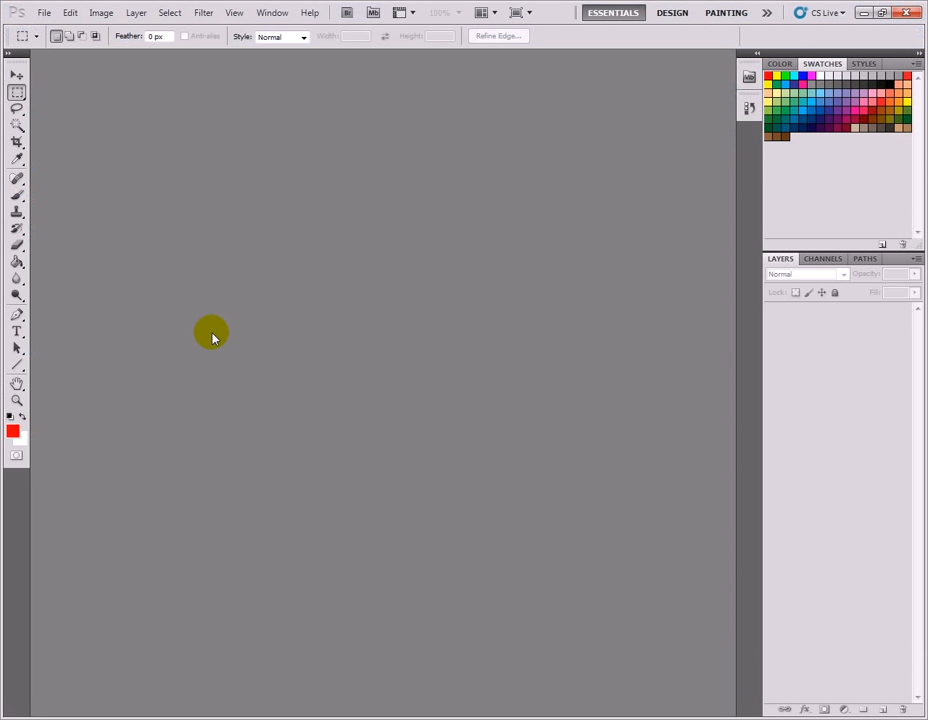 Ps File Edit Image Layer Select Filter View Window Help Br Mb 100% ESSENTIALS DESIGN PAINTING CS Live
Feather: 0 px Anti-alias Style: Normal Width: Height: Refine Edge...
Mb
COLOR SWATCHES STYLES
LAYERS CHANNELS PATHS
Normal Opacity:
Lock: Fill:
T
fx